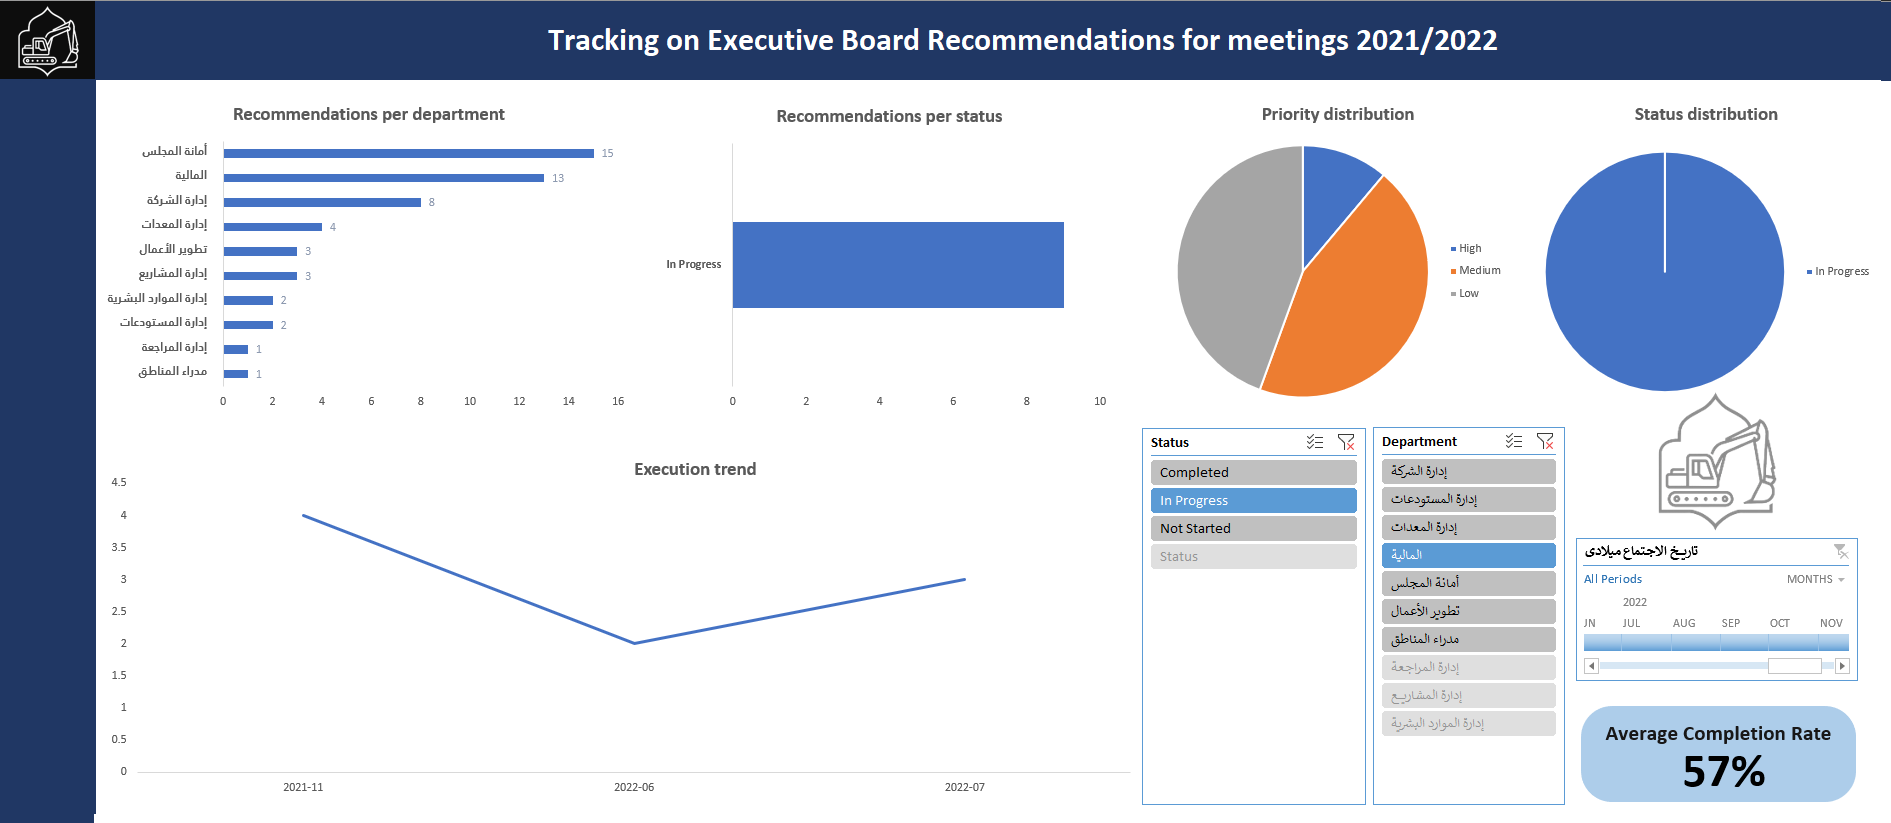 Tracking on Executive Board Recommendations for meetings 2021/2022
Recommendations per department
أمانة المجلس 15
المالية 13
إدارة الشركة 8
إدارة المعدات 4
تطوير الأعمال 3
إدارة المشاريع 3
إدارة الموارد البشرية 2
إدارة المستودعات 2
إدارة المراجعة 1
مدراء المناطق 1
0 2 4 6 8 10 12 14 16
Recommendations per status
In Progress
0 2 4 6 8 10
Priority distribution
High
Medium
Low
Status distribution
In Progress
Execution trend
4.5
4
3.5
3
2.5
2
1.5
1
0.5
0
2021-11 2022-06 2022-07
Status
Completed
In Progress
Not Started
Status
Department
إدارة الشركة
إدارة المستودعات
إدارة المعدات
المالية
أمانة المجلس
تطوير الأعمال
مدراء المناطق
إدارة المراجعة
إدارة المشاريع
إدارة الموارد البشرية
تاريخ الاجتماع ميلادى
All Periods MONTHS
2022
JN JUL AUG SEP OCT NOV
Average Completion Rate
57%